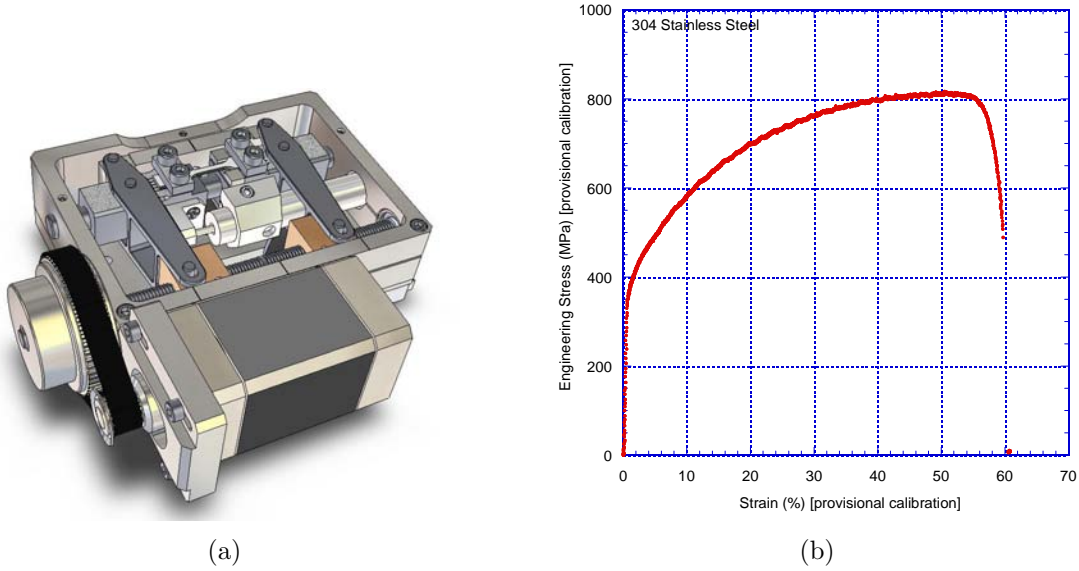 304 Stainless Steel
1000
800
600
400
200
0
Engineering Stress (MPa) [provisional calibration]
0 10 20 30 40 50 60 70
Strain (%) [provisional calibration]
(a) (b)